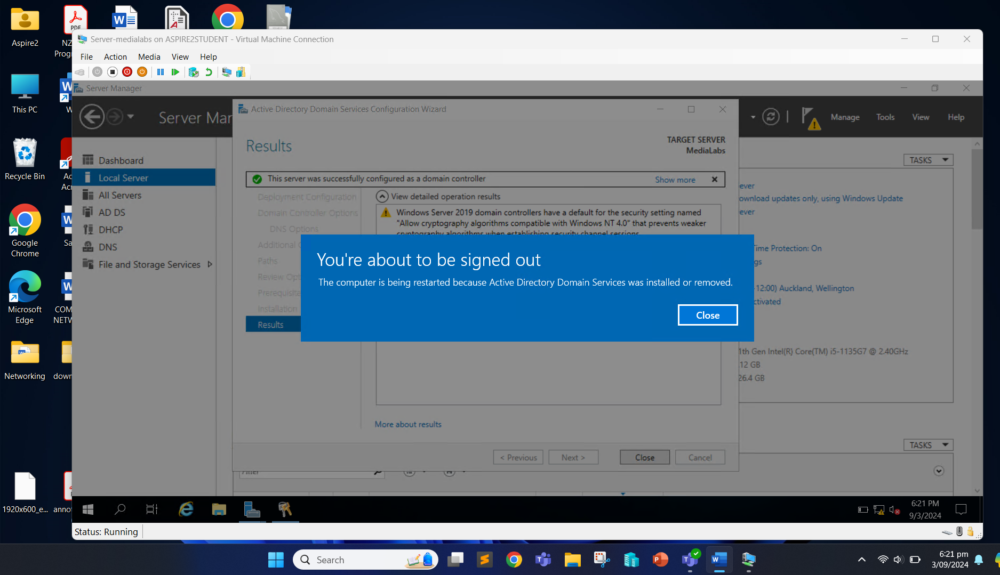 Aspire2
PDF
NZ
Prog
Server-medialabs on ASPIRE2STUDENT - Virtual Machine Connection
File Action Media View Help
Server Manager
Active Directory Domain Services Configuration Wizard
Server Mar
Manage Tools View Help
This PC
W
Results
TARGET SERVER
MediaLabs
Dashboard
TASKS
Recycle Bin
Ad
Acr
Local Server
This server was successfully configured as a domain controller
Show more
ever
All Servers
Deployment Configuration
View detailed operation results
ownload updates only, using Windows Update
AD DS
Domain Controller Options
Windows Server 2019 domain controllers have a default for the security setting named
ever
"Allow cryptography algorithms compatible with Windows NT 4.0" that prevents weaker
DHCP
DNS Options
cryptography algorithms when establishing security channel sessions.
Google
Chrome
Sa
DNS
Additional
Time Protection: On
File and Storage Services
Paths
You're about to be signed out
gs
Review Opt
The computer is being restarted because Active Directory Domain Services was installed or removed.
Prerequisite
-12:00) Auckland, Wellington
Microsoft
Edge
COM
NETW
Installation
ctivated
Close
Results
1th Gen Intel(R) Core(TM) i5-1135G7 @ 2.40GHz
12 GB
26.4 GB
Networking
down
More about results
TASKS
< Previous Next > Close Cancel
Filter
1920x600_e...
annot
6:21 PM
9/3/2024
Status: Running
Search
6:21 pm
3/09/2024